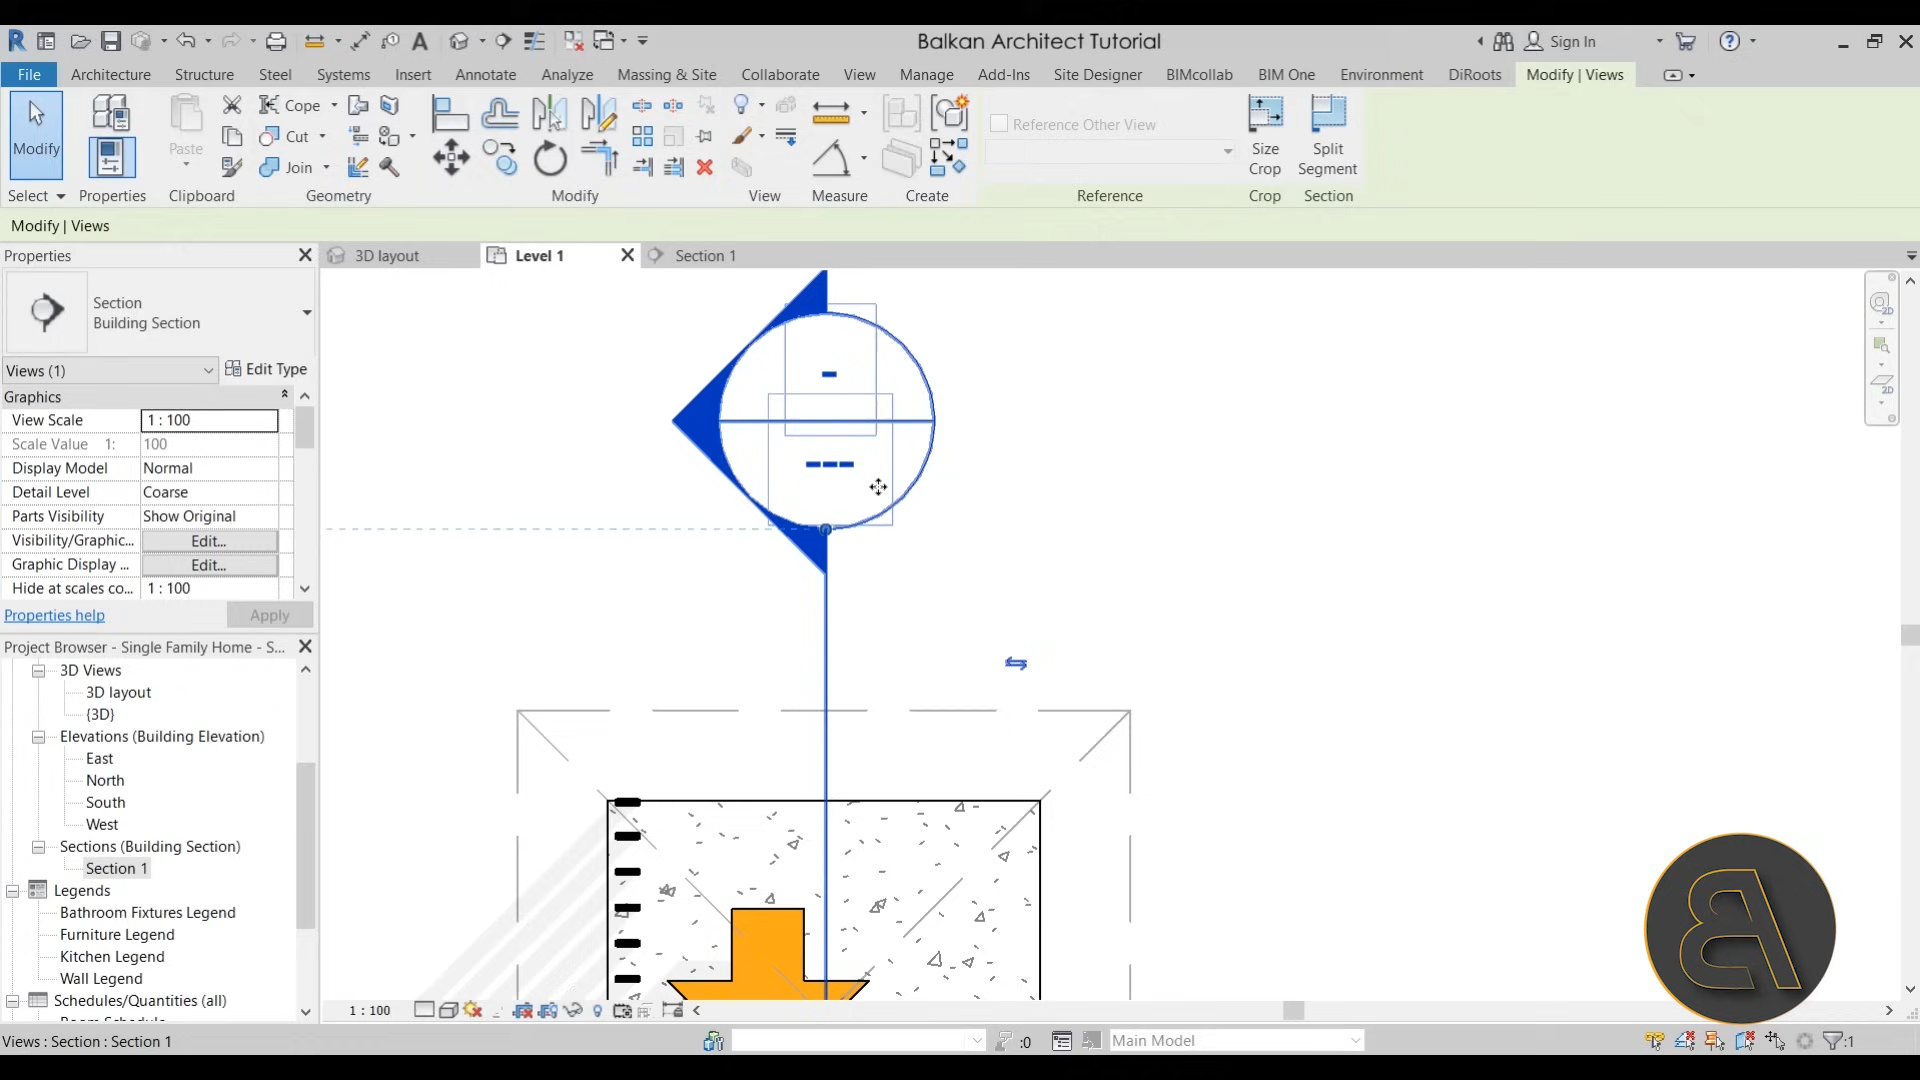 Balkan Architect Tutorial
Sign In
File Architecture Structure Steel Systems Insert Annotate Analyze Massing & Site Collaborate View Manage Add-Ins Site Designer BIMcollab BIM One Environment DiRoots Modify | Views
Modify
Paste
Cope
Cut
Join
Reference Other View
Size Crop
Split Segment
Select Properties Clipboard Geometry Modify View Measure Create Reference Crop Section
Modify | Views
Properties
3D layout Level 1 Section 1
Section
Building Section
Views (1) Edit Type
Graphics
View Scale 1 : 100
Scale Value 1: 100
Display Model Normal
Detail Level Coarse
Parts Visibility Show Original
Visibility/Graphic... Edit...
Graphic Display ... Edit...
Hide at scales co... 1 : 100
Properties help Apply
Project Browser - Single Family Home - S...
3D Views
3D layout
{3D}
Elevations (Building Elevation)
East
North
South
West
Sections (Building Section)
Section 1
Legends
Bathroom Fixtures Legend
Furniture Legend
Kitchen Legend
Wall Legend
Schedules/Quantities (all)
1 : 100
Views : Section : Section 1
:0
Main Model
:1